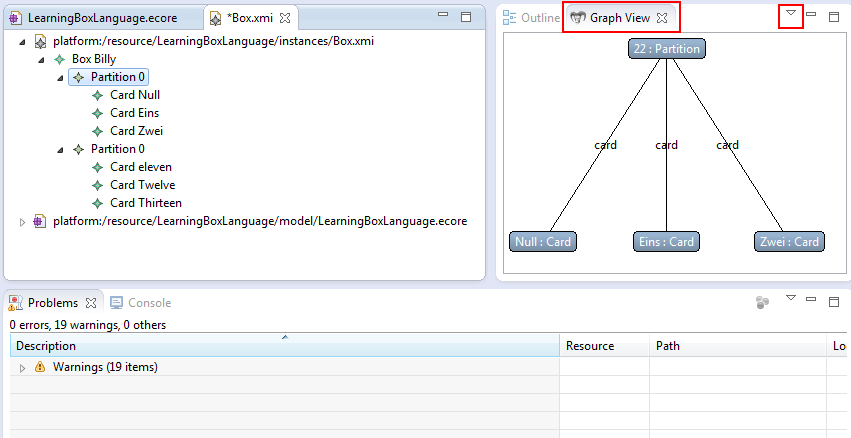 LearningBoxLanguage.ecore
*Box.xmi
platform:/resource/LearningBoxLanguage/instances/Box.xmi
Box Billy
Partition 0
Card Null
Card Eins
Card Zwei
Partition 0
Card eleven
Card Twelve
Card Thirteen
platform:/resource/LearningBoxLanguage/model/LearningBoxLanguage.ecore
Outline
Graph View
22 : Partition
card
card
card
Null : Card
Eins : Card
Zwei : Card
Problems
Console
0 errors, 19 warnings, 0 others
Description
Resource
Path
Lo
Warnings (19 items)